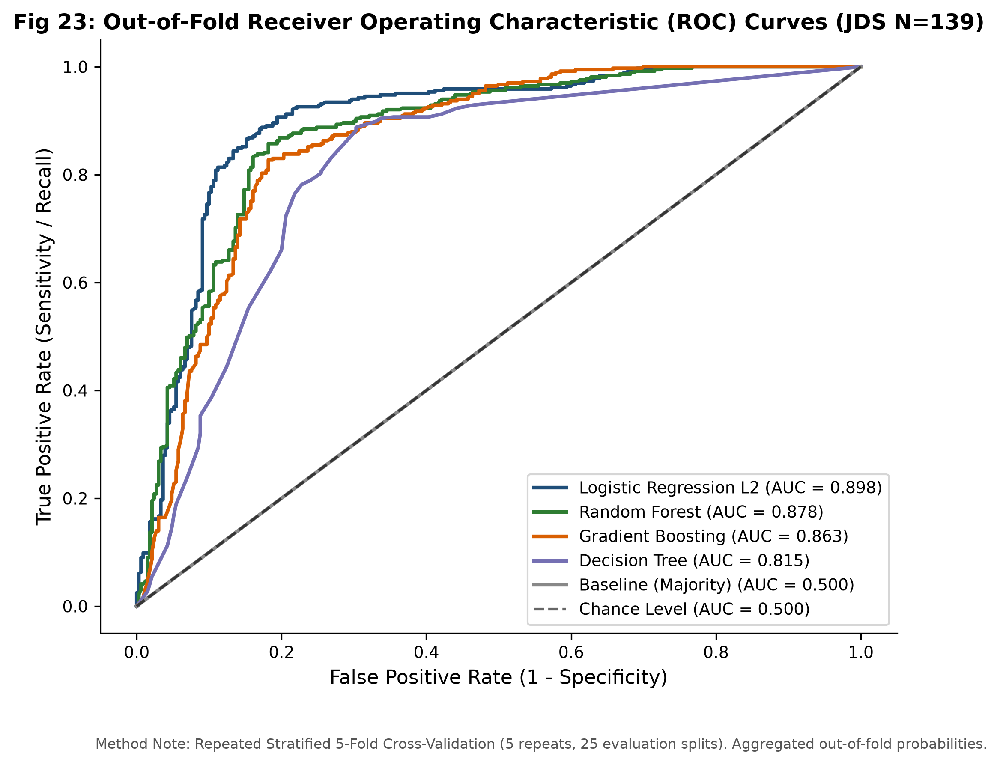 Fig 23: Out-of-Fold Receiver Operating Characteristic (ROC) Curves (JDS N=139)
True Positive Rate (Sensitivity / Recall)
1.0
0.8
0.6
0.4
0.2
0.0
Logistic Regression L2 (AUC = 0.898)
Random Forest (AUC = 0.878)
Gradient Boosting (AUC = 0.863)
Decision Tree (AUC = 0.815)
Baseline (Majority) (AUC = 0.500)
Chance Level (AUC = 0.500)
0.0 0.2 0.4 0.6 0.8 1.0
False Positive Rate (1 - Specificity)
Method Note: Repeated Stratified 5-Fold Cross-Validation (5 repeats, 25 evaluation splits). Aggregated out-of-fold probabilities.